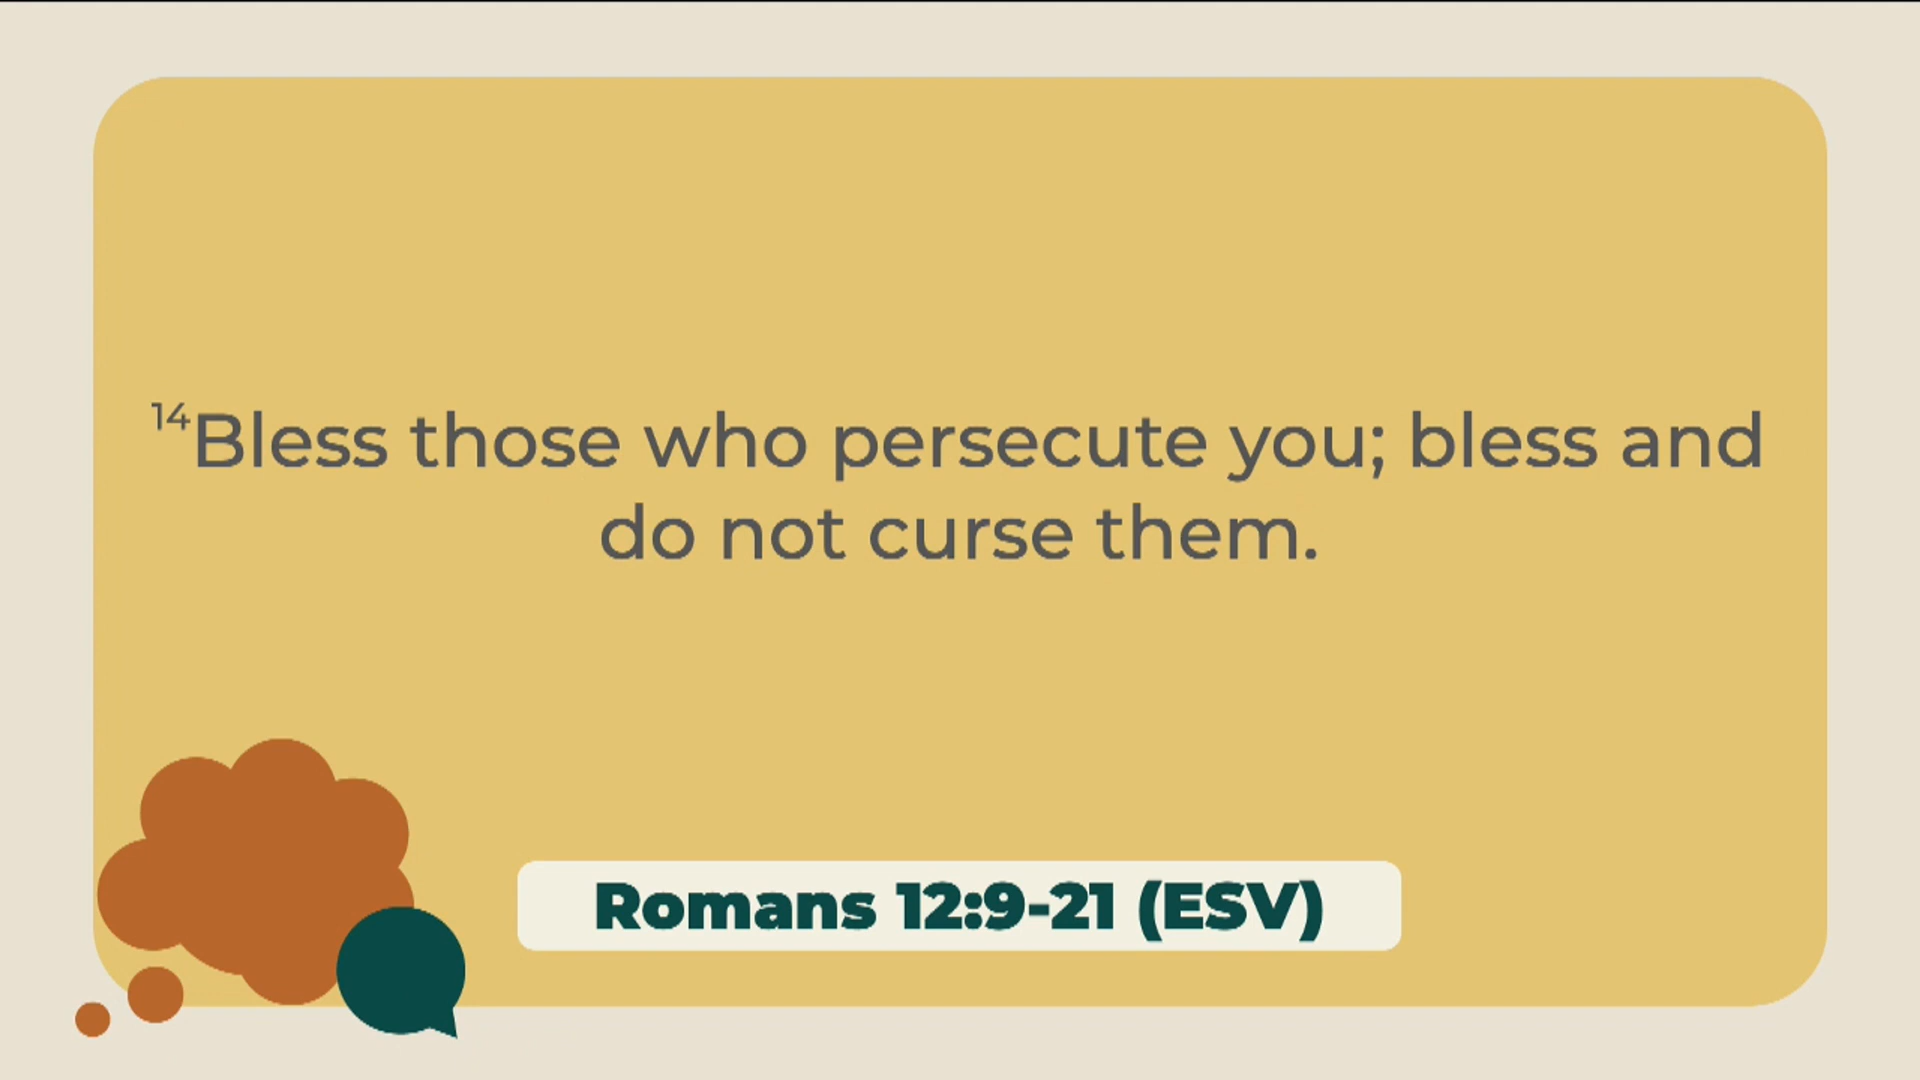 14Bless those who persecute you; bless and
do not curse them.
Romans 12:9-21 (ESV)